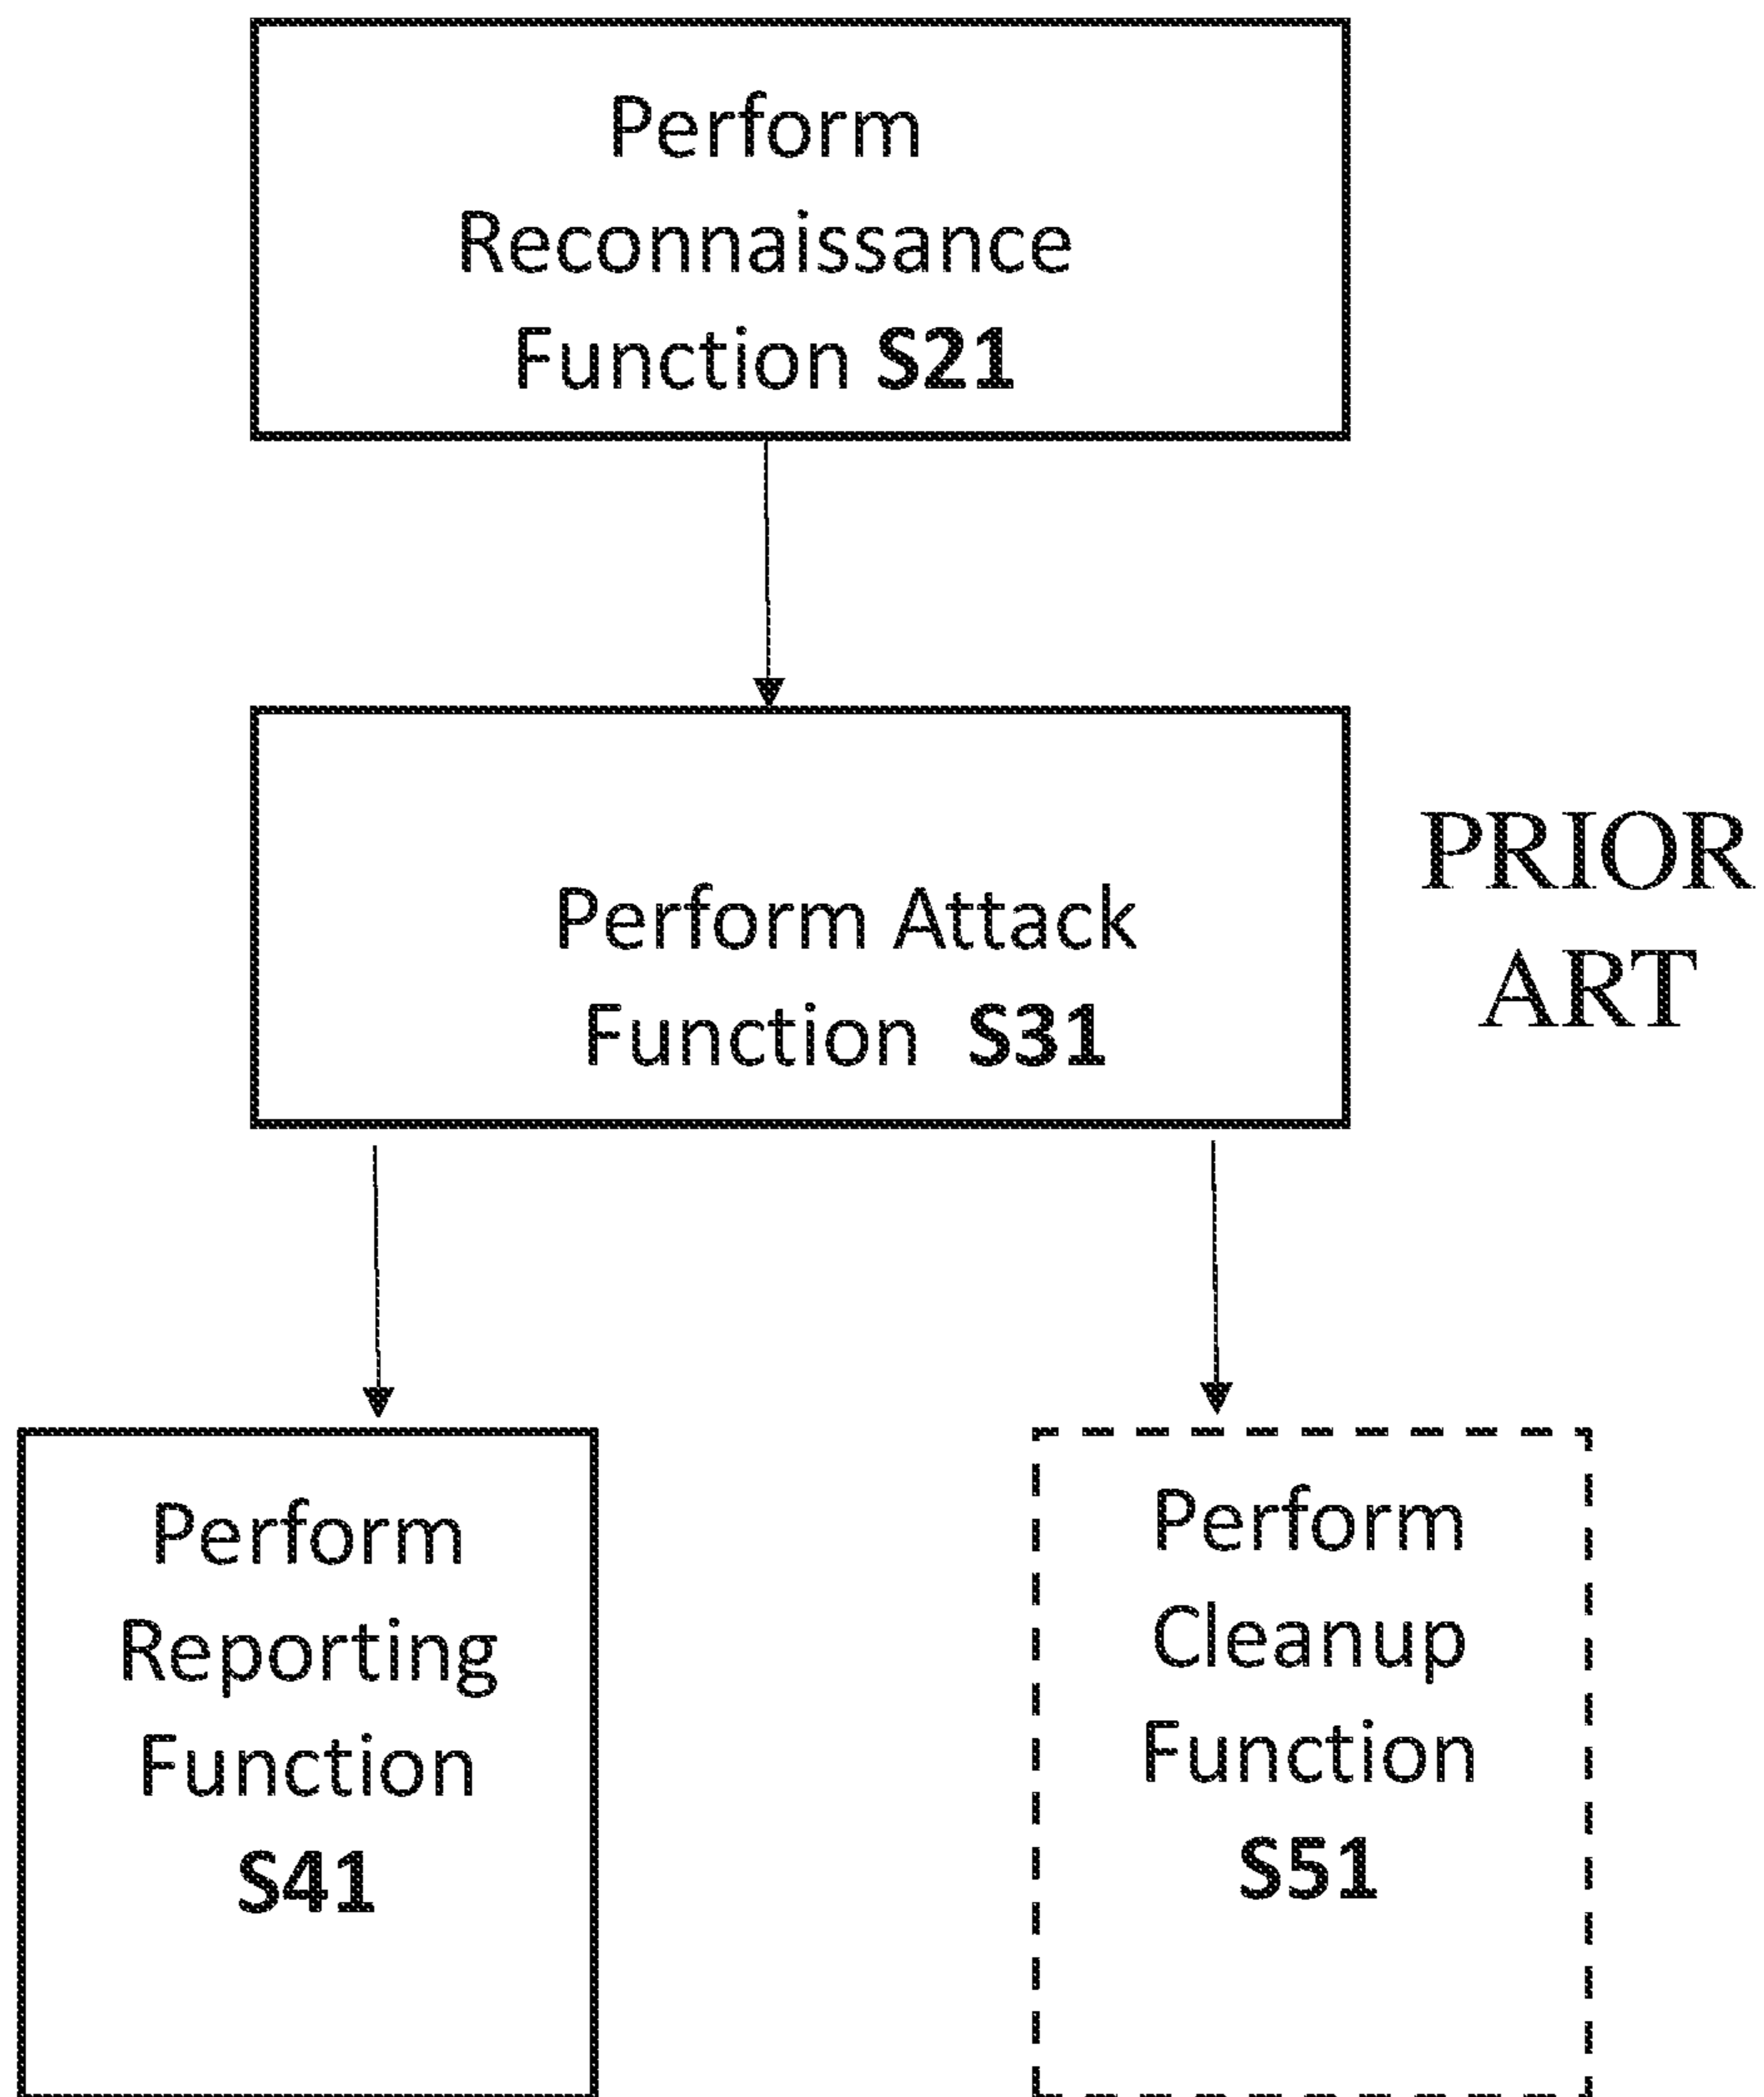 Perform
Reconnaissance
Function S21
Perform Attack
Function S31
PRIOR
ART
Perform
Reporting
Function
S41
Perform
Cleanup
Function
S51